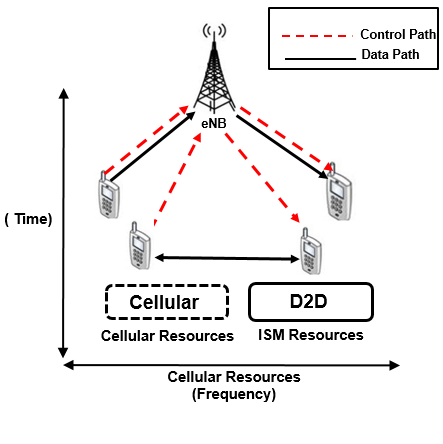 Control Path
Data Path
eNB
( Time)
Cellular
D2D
Cellular Resources
ISM Resources
Cellular Resources
(Frequency)